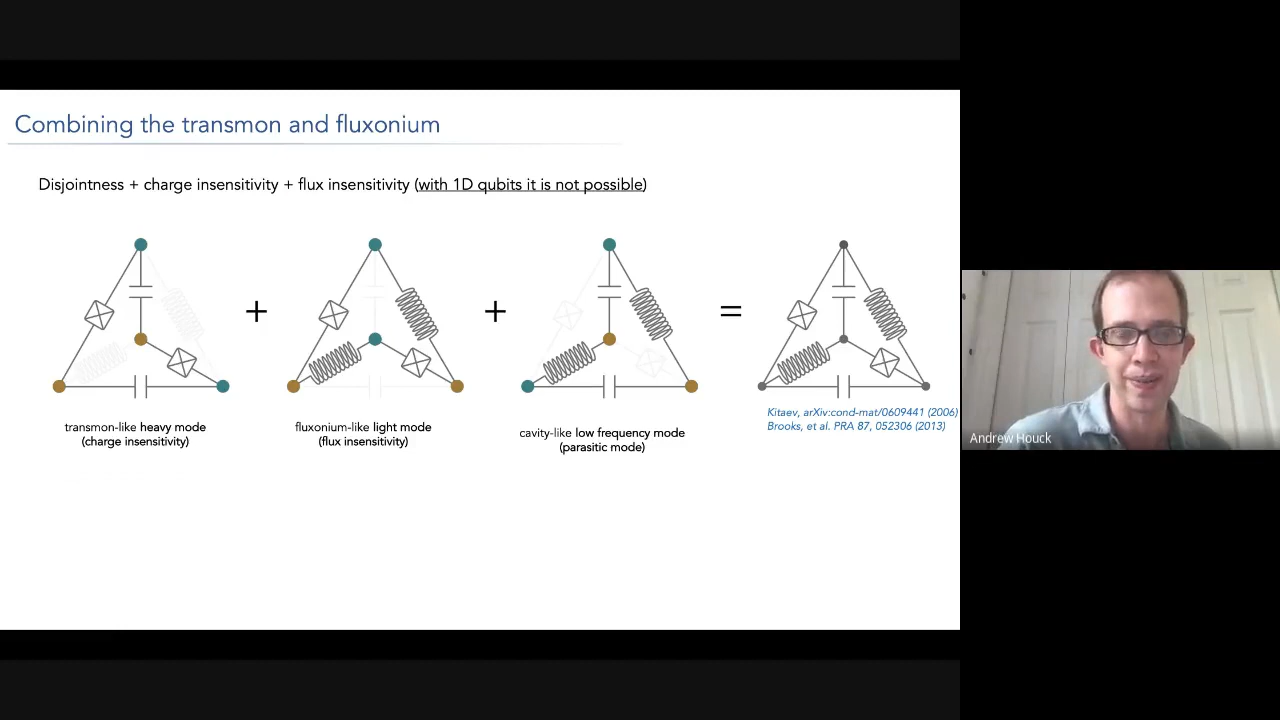 Combining the transmon and fluxonium
Disjointness + charge insensitivity + flux insensitivity (with 1D qubits it is not possible)
+
+
=
transmon-like heavy mode
(charge insensitivity)
fluxonium-like light mode
(flux insensitivity)
cavity-like low frequency mode
(parasitic mode)
Kitaev, arXiv:cond-mat/0609441 (2006)
Brooks, et al. PRA 87, 052306 (2013)
Andrew Houck